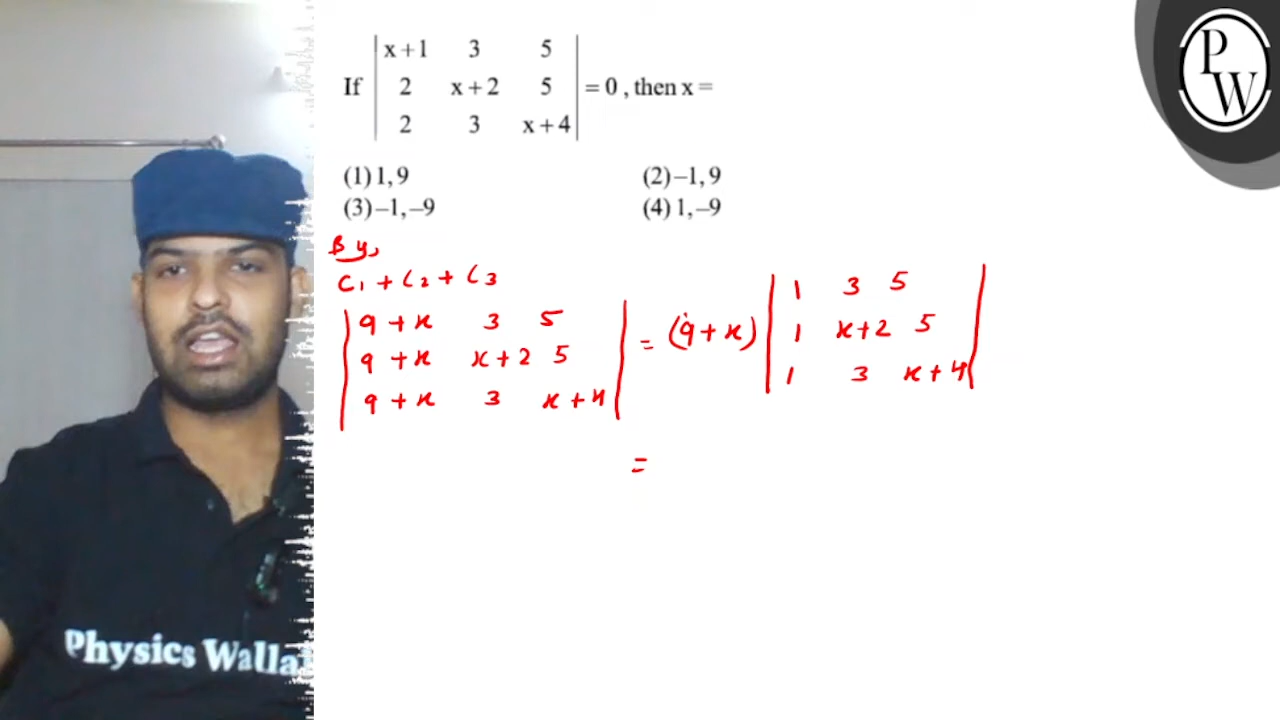 x+1 3 5
If 2 x+2 5 = 0 , then x =
2 3 x+4
(1) 1, 9 (2) –1, 9
(3) –1, –9 (4) 1, –9
By,
C1 + C2 + C3
9+x 3 5
9+x x+2 5
9+x 3 x+4
= (9+x)
1 3 5
1 x+2 5
1 3 x+4
=
P
W
Physics Walla